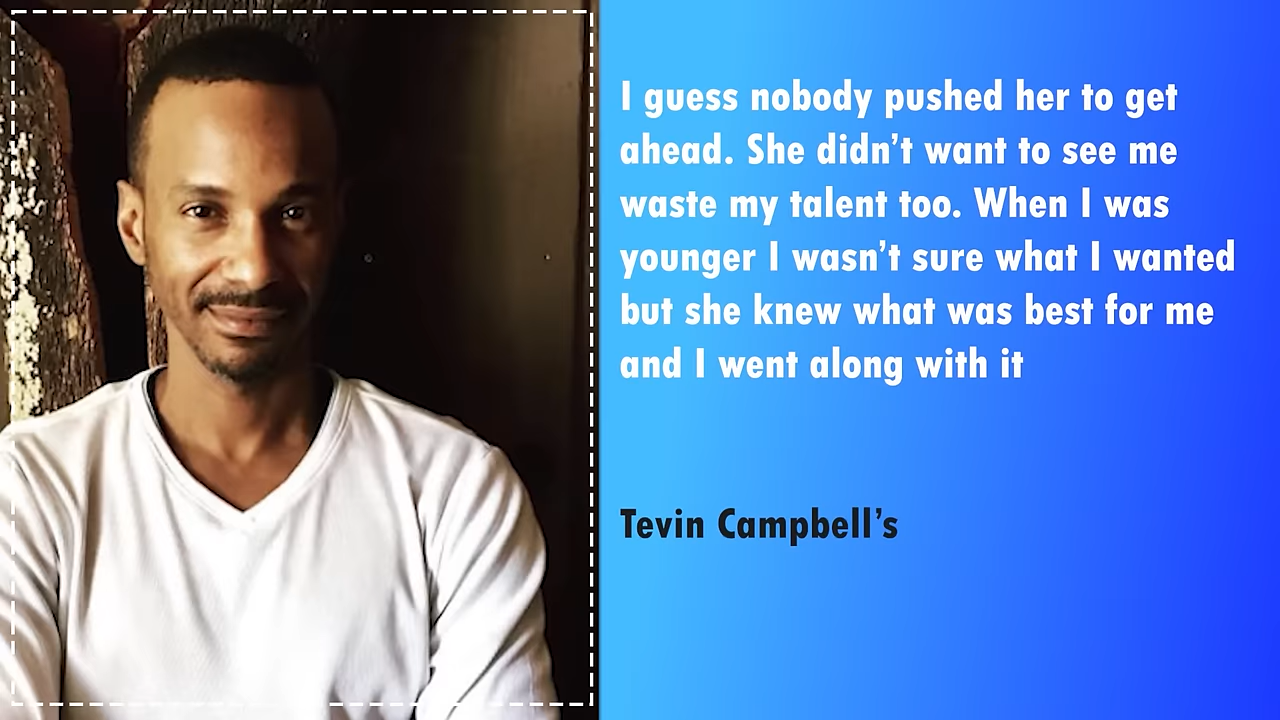 I guess nobody pushed her to get
ahead. She didn’t want to see me
waste my talent too. When I was
younger I wasn’t sure what I wanted
but she knew what was best for me
and I went along with it
Tevin Campbell’s